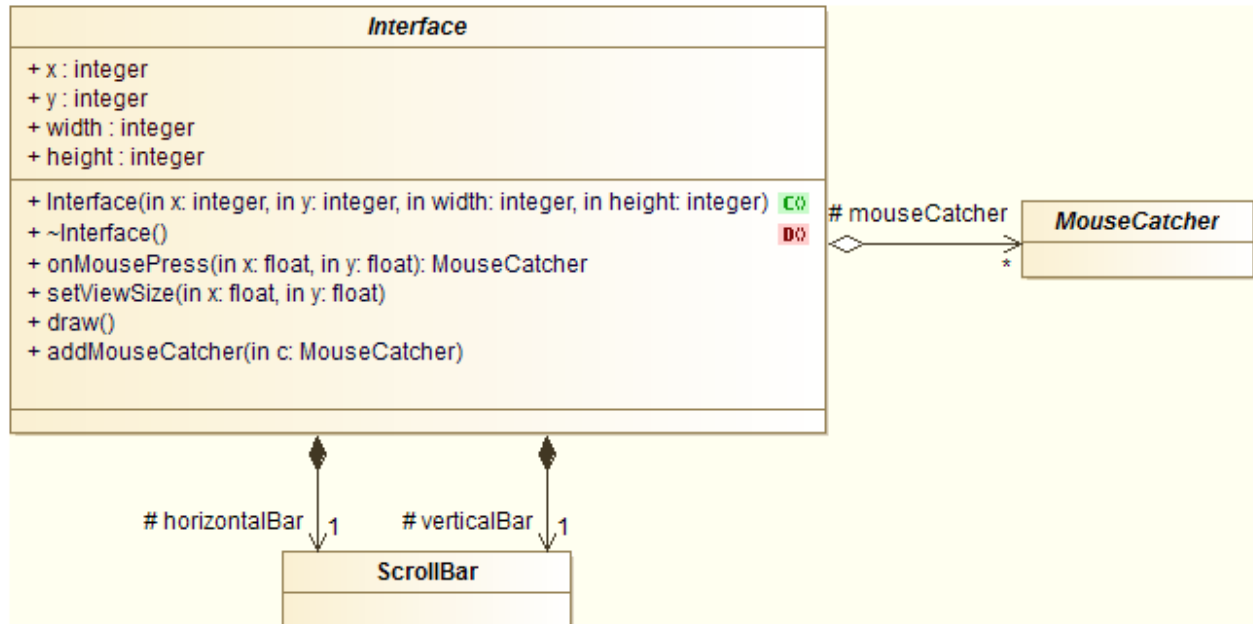 Interface
+ x : integer
+ y : integer
+ width : integer
+ height : integer
+ Interface(in x: integer, in y: integer, in width: integer, in height: integer) C()
+ ~Interface() D()
+ onMousePress(in x: float, in y: float): MouseCatcher
+ setViewSize(in x: float, in y: float)
+ draw()
+ addMouseCatcher(in c: MouseCatcher)
# mouseCatcher
*
MouseCatcher
# horizontalBar 1
# verticalBar 1
ScrollBar